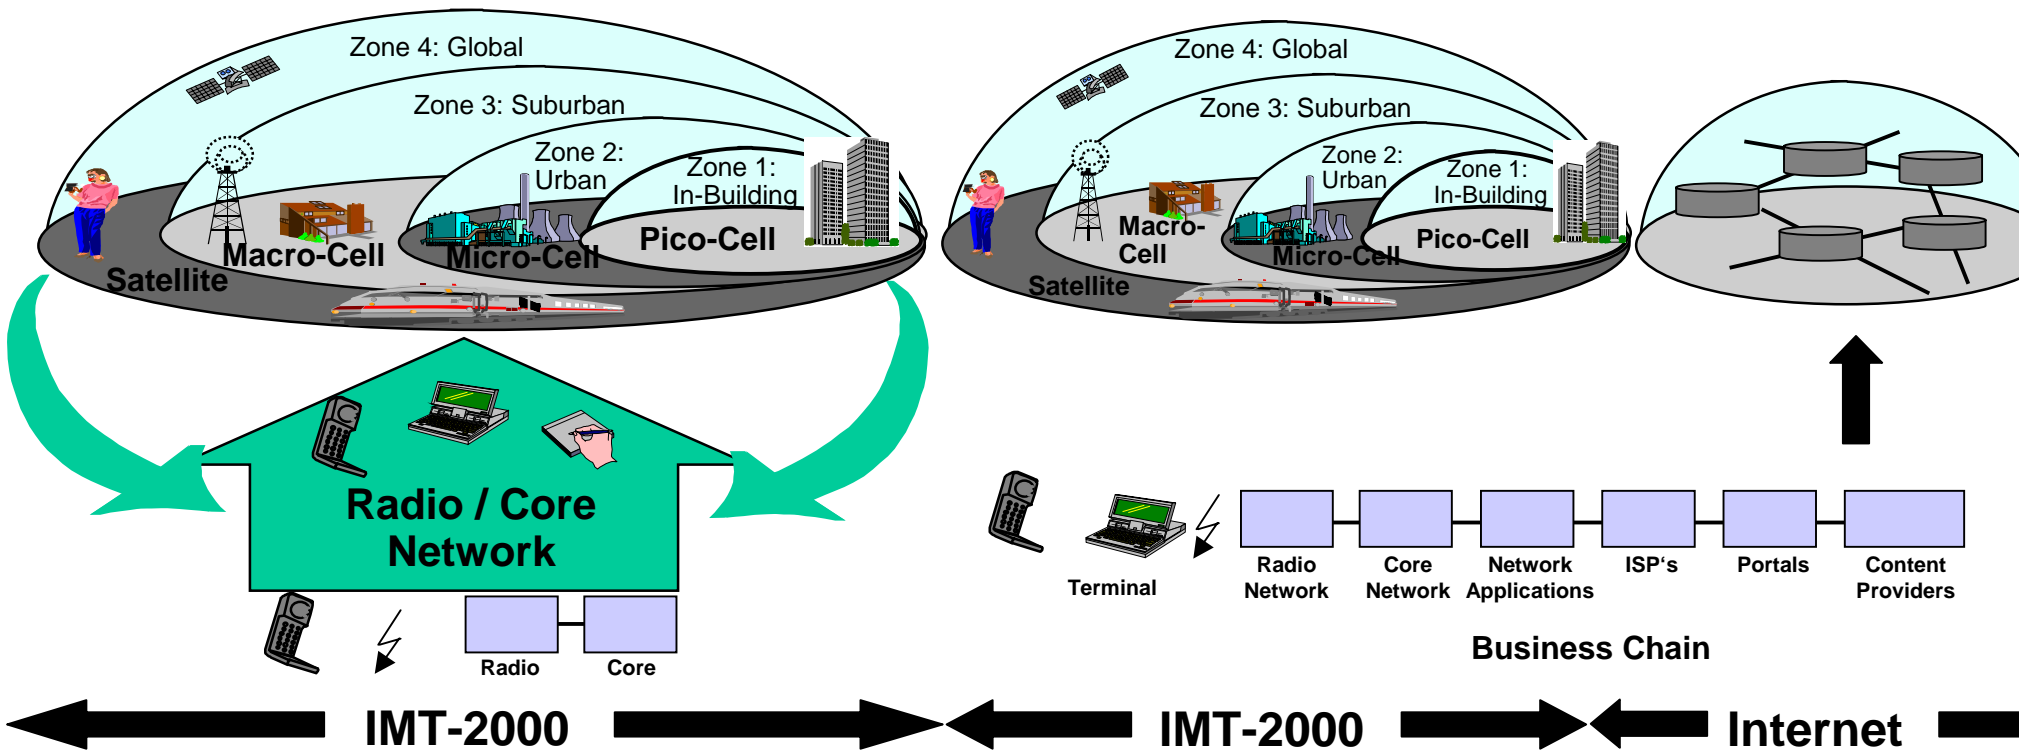 Zone 4: Global
Zone 3: Suburban
Zone 2:
Urban
Zone 1:
In-Building
Pico-Cell
Macro-Cell
Micro-Cell
Satellite
Radio / Core
Network
Radio
Core
IMT-2000
Zone 4: Global
Zone 3: Suburban
Zone 2:
Urban
Zone 1:
In-Building
Macro-
Cell
Pico-Cell
Micro-Cell
Satellite
Terminal
Radio
Network
Core
Network
Network
Applications
ISP‘s
Portals
Content
Providers
Business Chain
IMT-2000
Internet